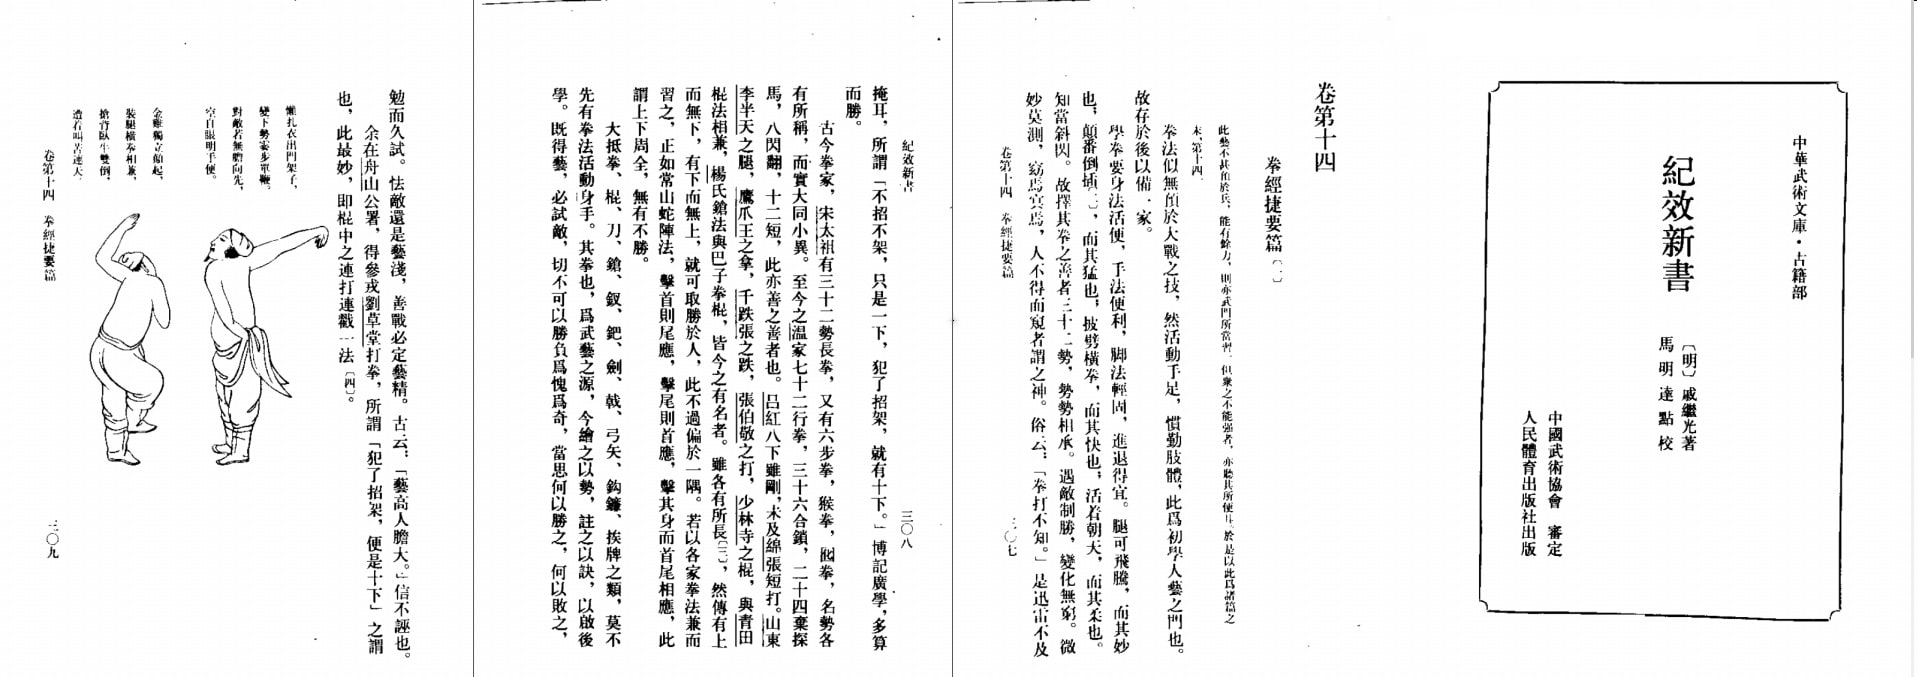 中華武術文庫·古籍部
紀效新書
〔明〕戚繼光著
馬明達點校
中國武術協會 審定
人民體育出版社出版
卷第十四
拳經捷要篇〔一〕
此藝不甚預於兵，能有餘力，則亦武門所當習。但衆之不能强者，亦聽其所便耳。於是以此爲諸篇之
末，第十四。
拳法似無預於大戰之技，然活動手足，慣勤肢體，此爲初學入藝之門也。
故存於後以備一家。
學拳要身法活便，手法便利，脚法輕固，進退得宜。腿可飛騰，而其妙
也；顛番倒插，而其猛也；披劈橫拳，而其快也；活着朝天，而其柔也。
知當斜閃。故擇其拳之善者三十二勢，勢勢相承。遇敵制勝，變化無窮。微
妙莫測，窈焉冥焉，人不得而窺者謂之神。俗云：「拳打不知。」是迅雷不及
卷第十四 拳經捷要篇
三〇七
紀效新書
三〇八
掩耳，所謂「不招不架，只是一下，犯了招架，就有十下。」博記廣學，多算
而勝。
古今拳家，宋太祖有三十二勢長拳，又有六步拳，猴拳，囮拳，名勢各
有所稱，而實大同小異。至今之温家七十二行拳，三十六合鎖，二十四棄探
馬，八閃翻，十二短，此亦善之善者也。吕紅八下雖剛，未及綿張短打。山東
李半天之腿，鷹爪王之拿，千跌張之跌，張伯敬之打，少林寺之棍，與青田
棍法相兼，楊氏鎗法與巴子拳棍，皆今之有名者。雖各有所長〔三〕，然傳有上
而無下，有下而無上，就可取勝於人，此不過偏於一隅。若以各家拳法兼而
習之，正如常山蛇陣法，擊首則尾應，擊尾則首應，擊其身而首尾相應，此
謂上下周全，無有不勝。
大抵拳、棍、刀、鎗、釵、鈀、劍、戟、弓矢、鈎鐮、挨牌之類，莫不
先有拳法活動身手。其拳也，爲武藝之源，今繪之以勢，註之以訣，以啟後
學。既得藝，必試敵，切不可以勝負爲愧爲奇，當思何以勝之，何以敗之，
勉而久試。怯敵還是藝淺，善戰必定藝精。古云：「藝高人膽大。」信不誣也。
余在舟山公署，得參戎劉草堂打拳，所謂「犯了招架，便是十下」之謂
也，此最妙，即棍中之連打連戳一法〔四〕。
懶扎衣出門架子，
變下勢霎步單鞭，
對敵若無膽向先，
空自眼明手便。
金雞獨立顛起，
裝腿橫拳相兼，
搶背臥牛雙倒，
遭着叫苦連天。
卷第十四 拳經捷要篇
三〇九